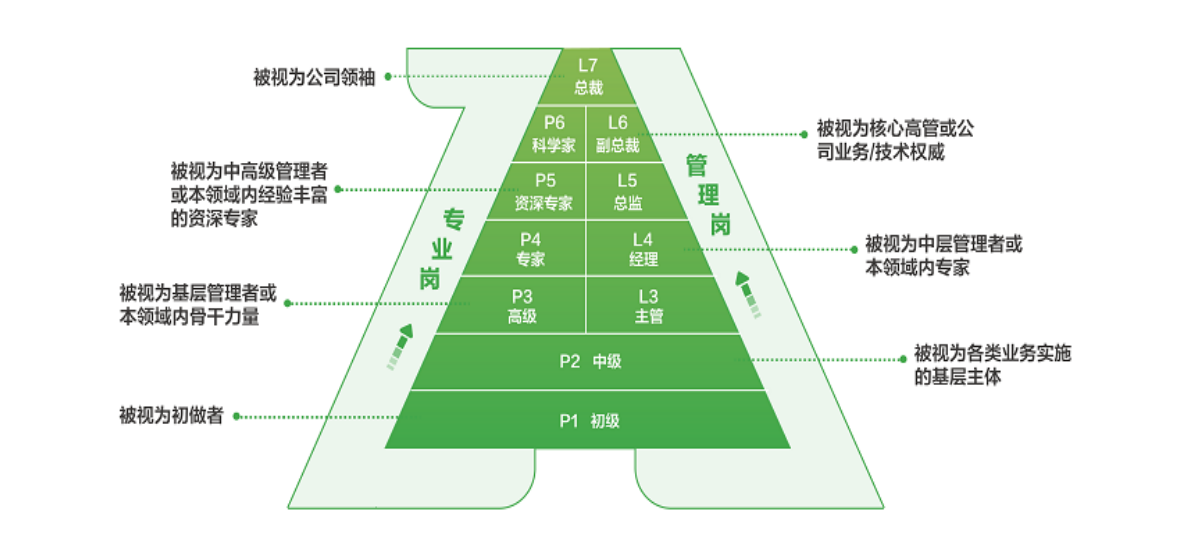 L7
总裁
被视为公司领袖
P6
科学家
L6
副总裁
被视为核心高管或公
司业务/技术权威
P5
资深专家
L5
总监
被视为中高级管理者
或本领域内经验丰富
的资深专家
管
理
岗
专
业
岗
P4
专家
L4
经理
被视为中层管理者或
本领域内专家
P3
高级
L3
主管
被视为基层管理者或
本领域内骨干力量
P2 中级
被视为各类业务实施
的基层主体
P1 初级
被视为初做者